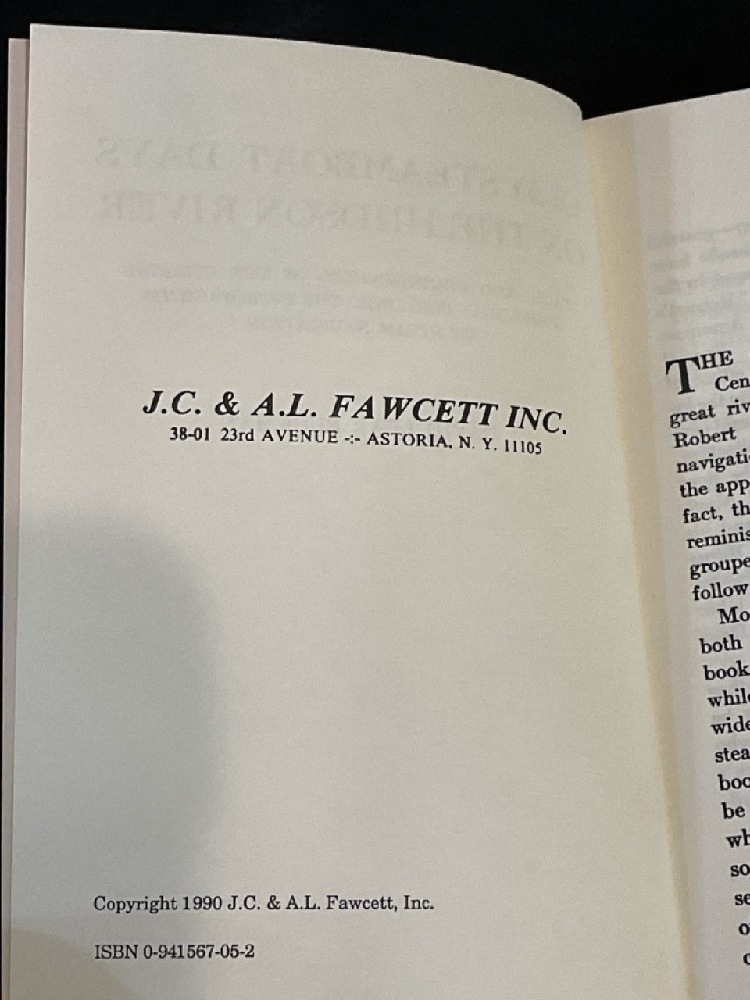 J.C. & A.L. FAWCETT INC.
38-01 23rd AVENUE -:- ASTORIA, N. Y. 11105
Copyright 1990 J.C. & A.L. Fawcett, Inc.
ISBN 0-941567-05-2
THE
Cen
great riv
Robert
navigati
the app
fact, th
reminis
groupe
follow
Mo
both
book
while
wide
stea
boo
be
wh
so
se
o